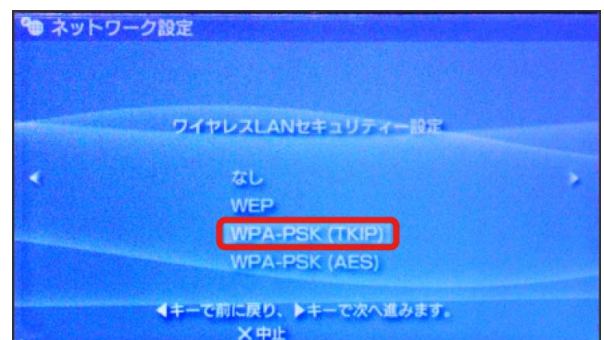 ネットワーク設定
ワイヤレスLANセキュリティー設定
なし
WEP
WPA-PSK (TKIP)
WPA-PSK (AES)
◀キーで前に戻り、▶キーで次へ進みます。
✕中止